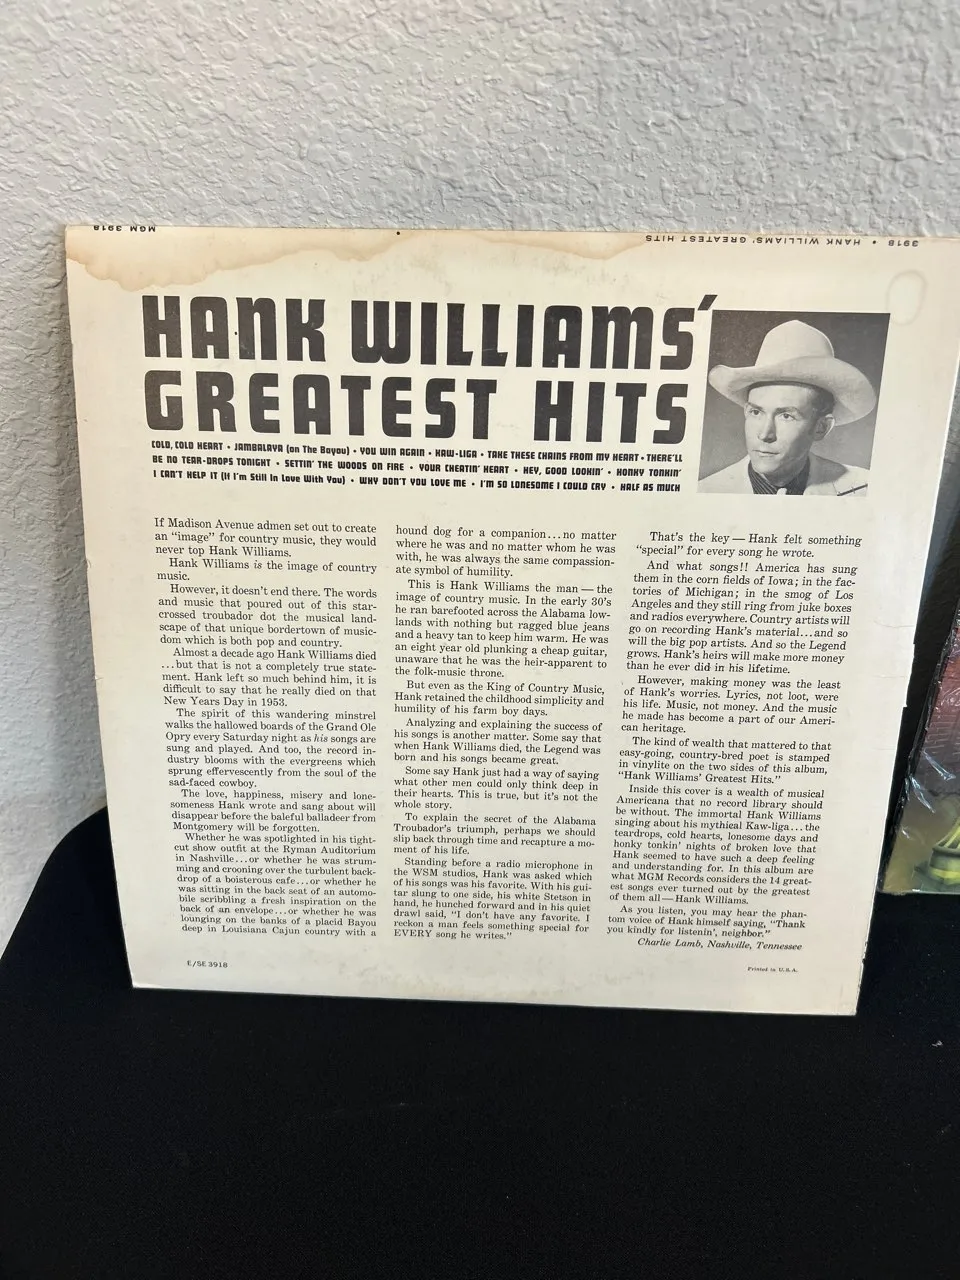 MGM 3918
3918 • HANK WILLIAMS' GREATEST HITS
HANK WILLIAMS'
GREATEST HITS
COLD, COLD HEART • JAMBALAYA (on The Bayou) • YOU WIN AGAIN • KAW-LIGA • TAKE THESE CHAINS FROM MY HEART • THERE'LL
BE NO TEAR-DROPS TONIGHT • SETTIN' THE WOODS ON FIRE • YOUR CHEATIN' HEART • HEY, GOOD LOOKIN' • HONKY TONKIN'
I CAN'T HELP IT (If I'm Still In Love With You) • WHY DON'T YOU LOVE ME • I'M SO LONESOME I COULD CRY • HALF AS MUCH
If Madison Avenue admen set out to create
an "image" for country music, they would
never top Hank Williams.
Hank Williams is the image of country
music.
However, it doesn't end there. The words
and music that poured out of this star-
crossed troubador dot the musical land-
scape of that unique bordertown of music-
dom which is both pop and country.
Almost a decade ago Hank Williams died
...but that is not a completely true state-
ment. Hank left so much behind him, it is
difficult to say that he really died on that
New Years Day in 1953.
The spirit of this wandering minstrel
walks the hallowed boards of the Grand Ole
Opry every Saturday night as his songs are
sung and played. And too, the record in-
dustry blooms with the evergreens which
sprung effervescently from the soul of the
sad-faced cowboy.
The love, happiness, misery and lone-
someness Hank wrote and sang about will
disappear before the baleful balladeer from
Montgomery will be forgotten.
Whether he was spotlighted in his tight-
cut show outfit at the Ryman Auditorium
in Nashville...or whether he was strum-
ming and crooning over the turbulent back-
drop of a boisterous cafe...or whether he
was sitting in the back seat of an automo-
bile scribbling a fresh inspiration on the
back of an envelope...or whether he was
lounging on the banks of a placid Bayou
deep in Louisiana Cajun country with a
hound dog for a companion...no matter
where he was and no matter whom he was
with, he was always the same compassion-
ate symbol of humility.
This is Hank Williams the man — the
image of country music. In the early 30's
he ran barefooted across the Alabama low-
lands with nothing but ragged blue jeans
and a heavy tan to keep him warm. He was
an eight year old plunking a cheap guitar,
unaware that he was the heir-apparent to
the folk-music throne.
But even as the King of Country Music,
Hank retained the childhood simplicity and
humility of his farm boy days.
Analyzing and explaining the success of
his songs is another matter. Some say that
when Hank Williams died, the Legend was
born and his songs became great.
Some say Hank just had a way of saying
what other men could only think deep in
their hearts. This is true, but it's not the
whole story.
To explain the secret of the Alabama
Troubador's triumph, perhaps we should
slip back through time and recapture a mo-
ment of his life.
Standing before a radio microphone in
the WSM studios, Hank was asked which
of his songs was his favorite. With his gui-
tar slung to one side, his white Stetson in
hand, he hunched forward and in his quiet
drawl said, "I don't have any favorite. I
reckon a man feels something special for
EVERY song he writes."
That's the key — Hank felt something
"special" for every song he wrote.
And what songs!! America has sung
them in the corn fields of Iowa; in the fac-
tories of Michigan; in the smog of Los
Angeles and they still ring from juke boxes
and radios everywhere. Country artists will
go on recording Hank's material...and so
will the big pop artists. And so the Legend
grows. Hank's heirs will make more money
than he ever did in his lifetime.
However, making money was the least
of Hank's worries. Lyrics, not loot, were
his life. Music, not money. And the music
he made has become a part of our Ameri-
can heritage.
The kind of wealth that mattered to that
easy-going, country-bred poet is stamped
in vinylite on the two sides of this album,
"Hank Williams' Greatest Hits."
Inside this cover is a wealth of musical
Americana that no record library should
be without. The immortal Hank Williams
singing about his mythical Kaw-liga...the
teardrops, cold hearts, lonesome days and
honky tonkin' nights of broken love that
Hank seemed to have such a deep feeling
and understanding for. In this album are
what MGM Records considers the 14 great-
est songs ever turned out by the greatest
of them all — Hank Williams.
As you listen, you may hear the phan-
tom voice of Hank himself saying, "Thank
you kindly for listenin', neighbor."
Charlie Lamb, Nashville, Tennessee
E/SE 3918
Printed in U.S.A.